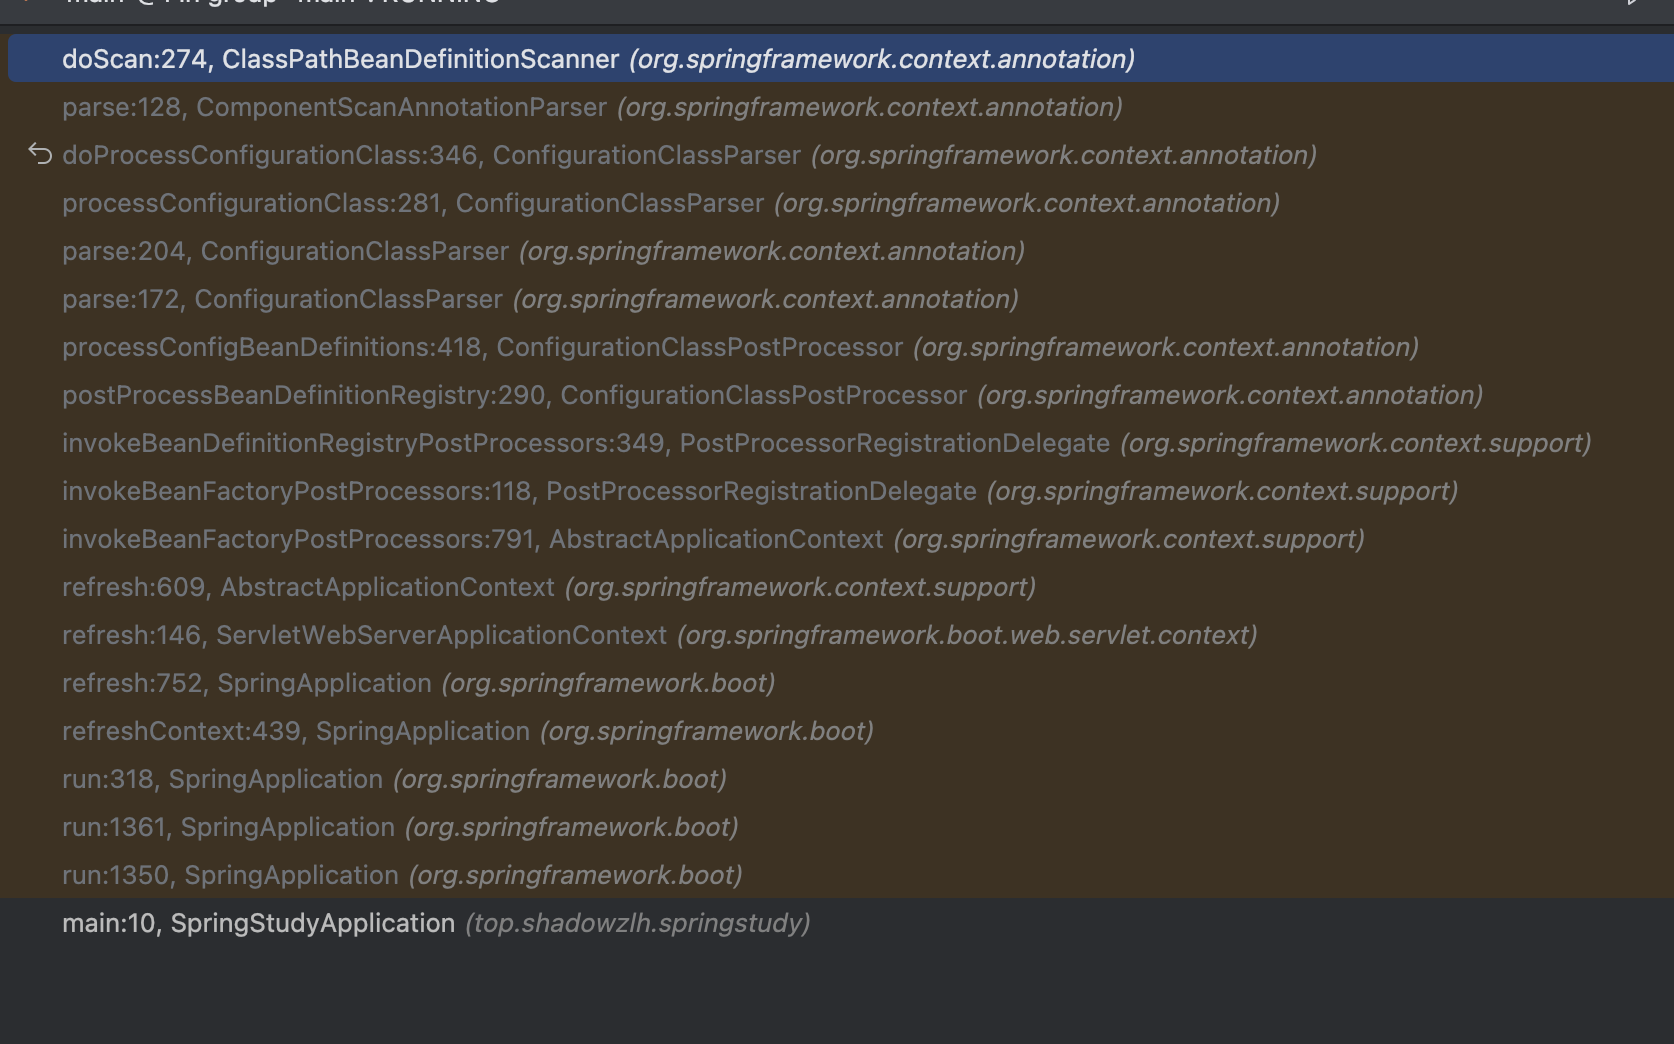 doScan:274, ClassPathBeanDefinitionScanner (org.springframework.context.annotation)
parse:128, ComponentScanAnnotationParser (org.springframework.context.annotation)
doProcessConfigurationClass:346, ConfigurationClassParser (org.springframework.context.annotation)
processConfigurationClass:281, ConfigurationClassParser (org.springframework.context.annotation)
parse:204, ConfigurationClassParser (org.springframework.context.annotation)
parse:172, ConfigurationClassParser (org.springframework.context.annotation)
processConfigBeanDefinitions:418, ConfigurationClassPostProcessor (org.springframework.context.annotation)
postProcessBeanDefinitionRegistry:290, ConfigurationClassPostProcessor (org.springframework.context.annotation)
invokeBeanDefinitionRegistryPostProcessors:349, PostProcessorRegistrationDelegate (org.springframework.context.support)
invokeBeanFactoryPostProcessors:118, PostProcessorRegistrationDelegate (org.springframework.context.support)
invokeBeanFactoryPostProcessors:791, AbstractApplicationContext (org.springframework.context.support)
refresh:609, AbstractApplicationContext (org.springframework.context.support)
refresh:146, ServletWebServerApplicationContext (org.springframework.boot.web.servlet.context)
refresh:752, SpringApplication (org.springframework.boot)
refreshContext:439, SpringApplication (org.springframework.boot)
run:318, SpringApplication (org.springframework.boot)
run:1361, SpringApplication (org.springframework.boot)
run:1350, SpringApplication (org.springframework.boot)
main:10, SpringStudyApplication (top.shadowzlh.springstudy)